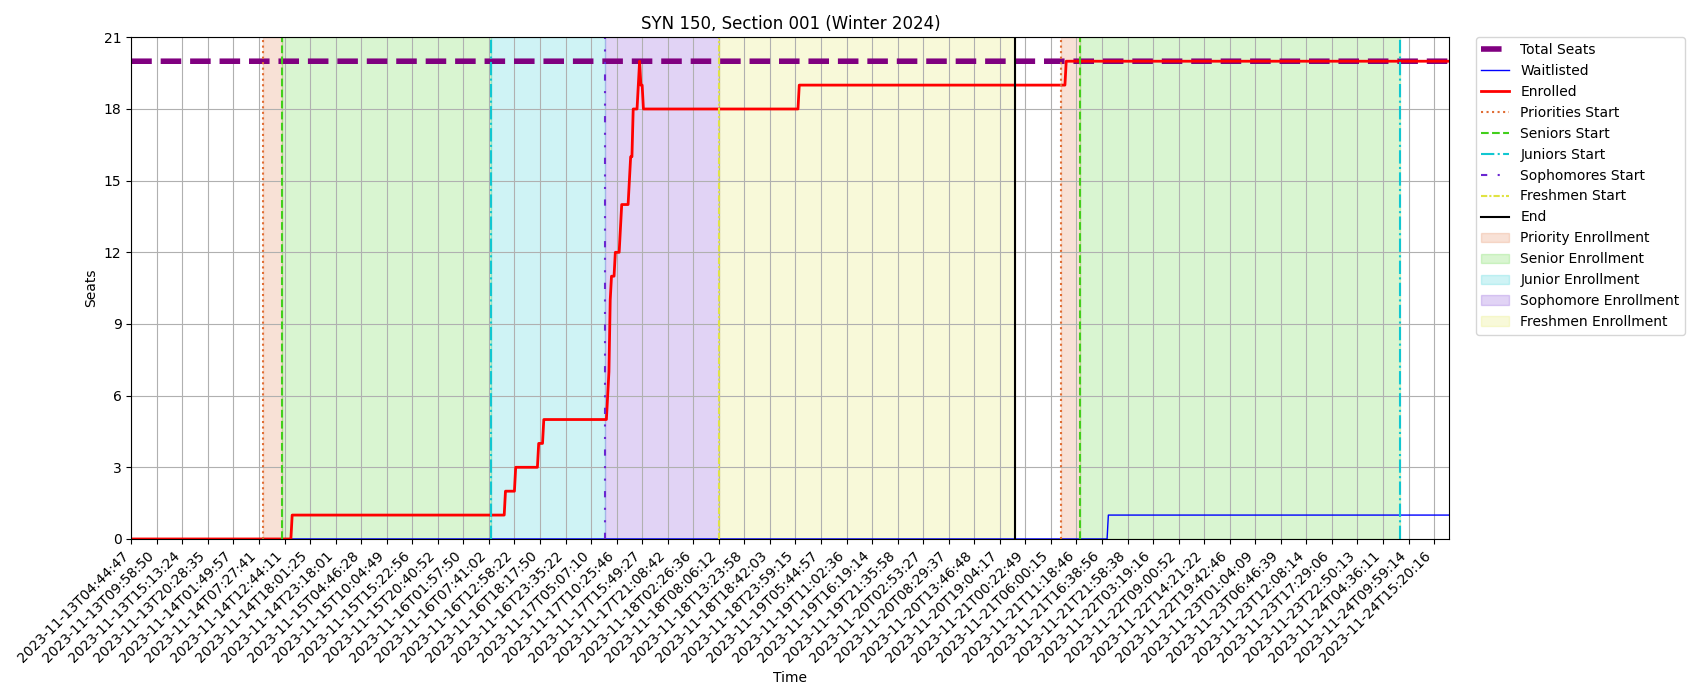 SYN 150, Section 001 (Winter 2024)
Seats
21
18
15
12
9
6
3
0
2023-11-13T04:44:47
2023-11-13T09:58:50
2023-11-13T15:13:24
2023-11-13T20:28:35
2023-11-14T01:49:57
2023-11-14T07:27:41
2023-11-14T12:44:11
2023-11-14T18:01:25
2023-11-14T23:18:01
2023-11-15T04:46:28
2023-11-15T10:04:49
2023-11-15T15:22:56
2023-11-15T20:40:52
2023-11-16T01:57:50
2023-11-16T07:41:02
2023-11-16T12:58:22
2023-11-16T18:17:50
2023-11-16T23:35:22
2023-11-17T05:07:10
2023-11-17T10:25:46
2023-11-17T15:49:27
2023-11-17T21:08:42
2023-11-18T02:26:36
2023-11-18T08:06:12
2023-11-18T13:23:58
2023-11-18T18:42:03
2023-11-18T23:59:15
2023-11-19T05:44:57
2023-11-19T11:02:36
2023-11-19T16:19:14
2023-11-19T21:35:58
2023-11-20T02:53:27
2023-11-20T08:29:37
2023-11-20T13:46:48
2023-11-20T19:04:17
2023-11-21T00:22:49
2023-11-21T06:00:15
2023-11-21T11:18:46
2023-11-21T16:38:56
2023-11-21T21:58:38
2023-11-22T03:19:16
2023-11-22T09:00:52
2023-11-22T14:21:22
2023-11-22T19:42:46
2023-11-23T01:04:09
2023-11-23T06:46:39
2023-11-23T12:08:14
2023-11-23T17:29:06
2023-11-23T22:50:13
2023-11-24T04:36:11
2023-11-24T09:59:14
2023-11-24T15:20:16
Time
Total Seats
Waitlisted
Enrolled
Priorities Start
Seniors Start
Juniors Start
Sophomores Start
Freshmen Start
End
Priority Enrollment
Senior Enrollment
Junior Enrollment
Sophomore Enrollment
Freshmen Enrollment